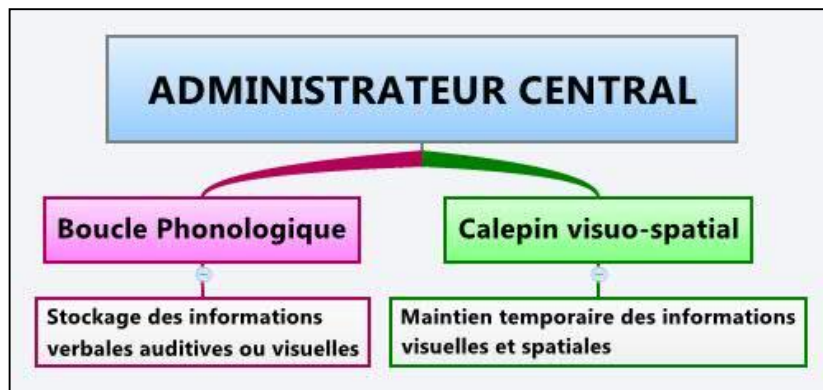 ADMINISTRATEUR CENTRAL
Boucle Phonologique
Calepin visuo-spatial
Stockage des informations
verbales auditives ou visuelles
Maintien temporaire des informations
visuelles et spatiales